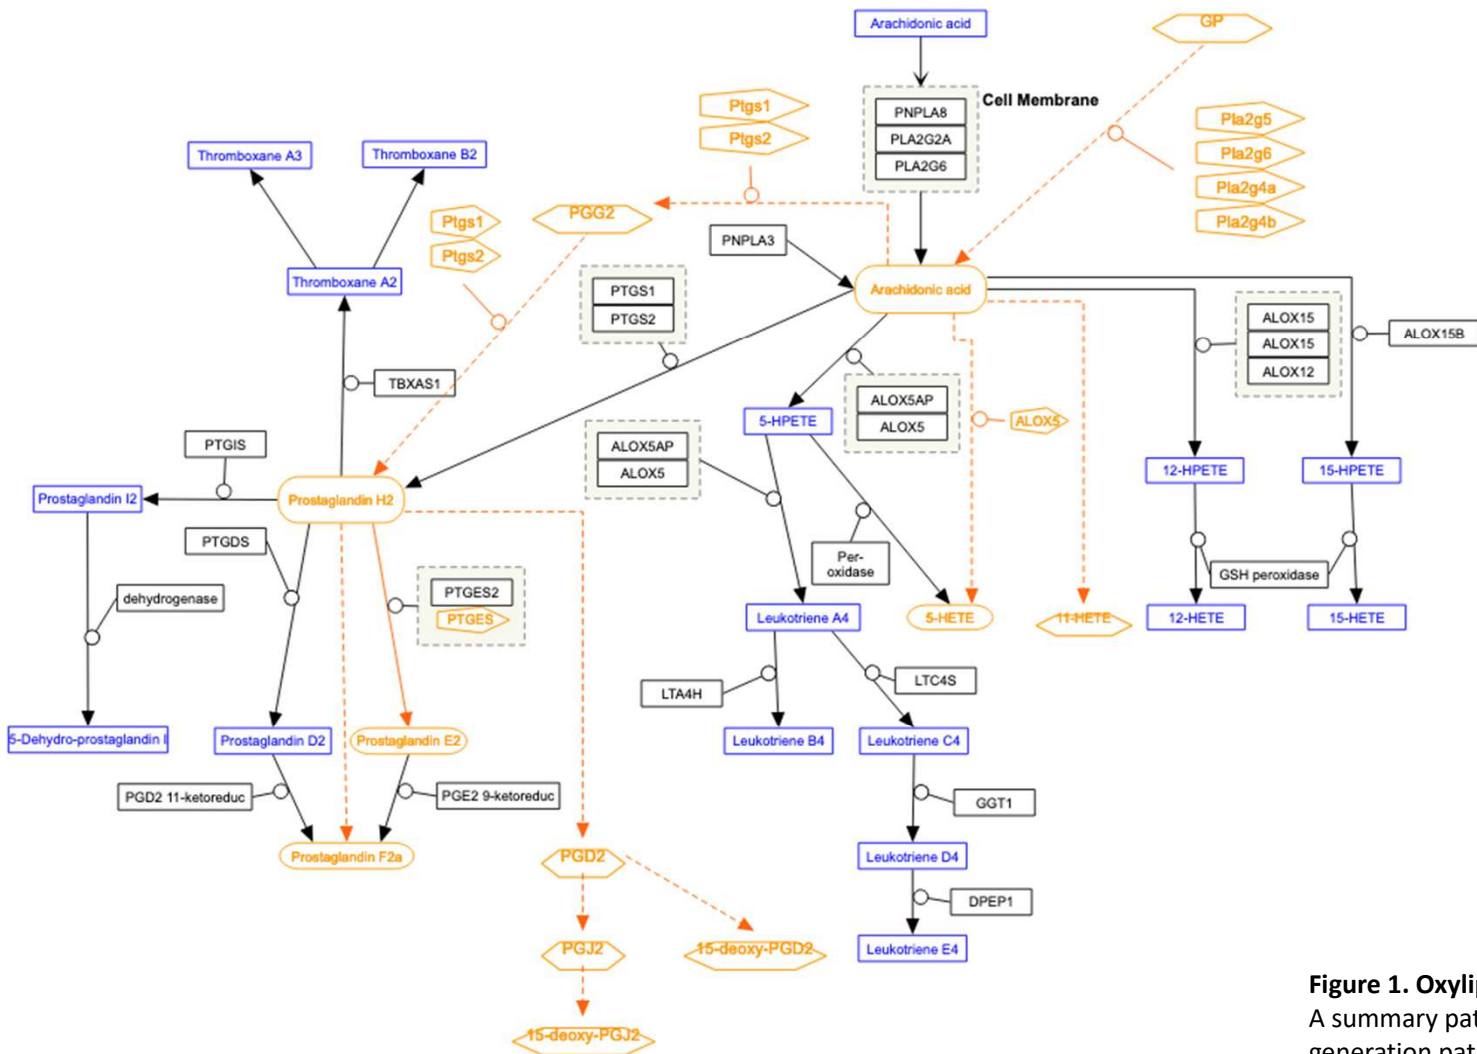 Arachidonic acid
GP
Cell Membrane
PNPLA8
PLA2G2A
PLA2G6
Ptgs1
Ptgs2
Pla2g5
Pla2g6
Pla2g4a
Pla2g4b
Thromboxane A3
Thromboxane B2
Ptgs1
Ptgs2
PGG2
PNPLA3
Thromboxane A2
PTGS1
PTGS2
Arachidonic acid
ALOX15
ALOX15
ALOX12
ALOX15B
TBXAS1
ALOX5AP
ALOX5
5-HPETE
ALOX5
PTGIS
ALOX5AP
ALOX5
12-HPETE
15-HPETE
Prostaglandin I2
Prostaglandin H2
PTGDS
Per-
oxidase
GSH peroxidase
dehydrogenase
PTGES2
PTGES
Leukotriene A4
5-HETE
11-HETE
12-HETE
15-HETE
LTA4H
LTC4S
5-Dehydro-prostaglandin I
Prostaglandin D2
Prostaglandin E2
Leukotriene B4
Leukotriene C4
PGD2 11-ketoreduc
PGE2 9-ketoreduc
GGT1
Prostaglandin F2a
PGD2
Leukotriene D4
DPEP1
PGJ2
15-deoxy-PGD2
Leukotriene E4
15-deoxy-PGJ2
Figure 1. Oxylip
A summary pat
generation pat